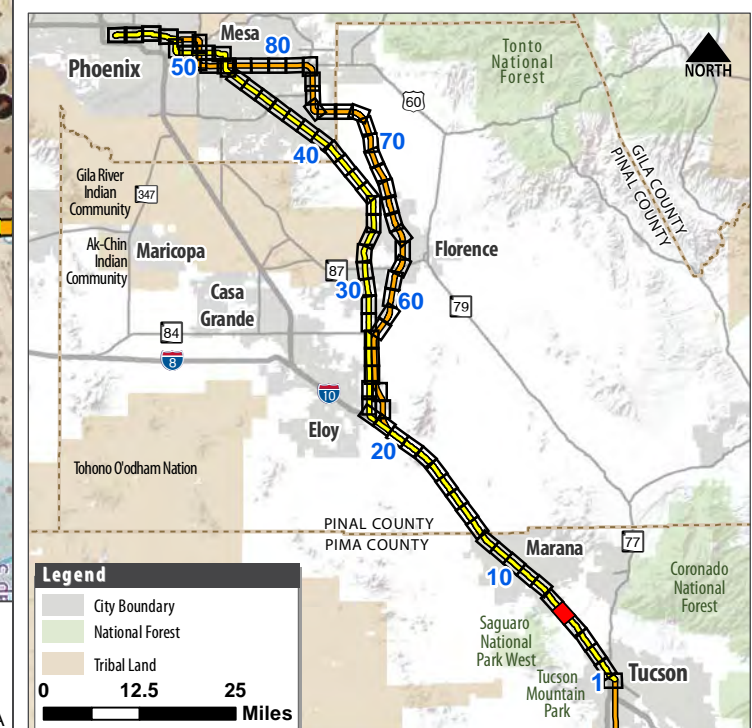 Mesa
80
Tonto
National
Forest
NORTH
Phoenix
50
60
70
40
GILA COUNTY
PINAL COUNTY
Gila River
Indian
Community
347
Ak-Chin
Indian
Community
Maricopa
Florence
87
30
60
Casa
Grande
79
84
8
10
Eloy
20
Tohono O'odham Nation
PINAL COUNTY
PIMA COUNTY
77
Marana
10
Coronado
National
Forest
Saguaro
National
Park West
Tucson
Mountain
Park
1
Tucson
Legend
City Boundary
National Forest
Tribal Land
0 12.5 25
Miles
A